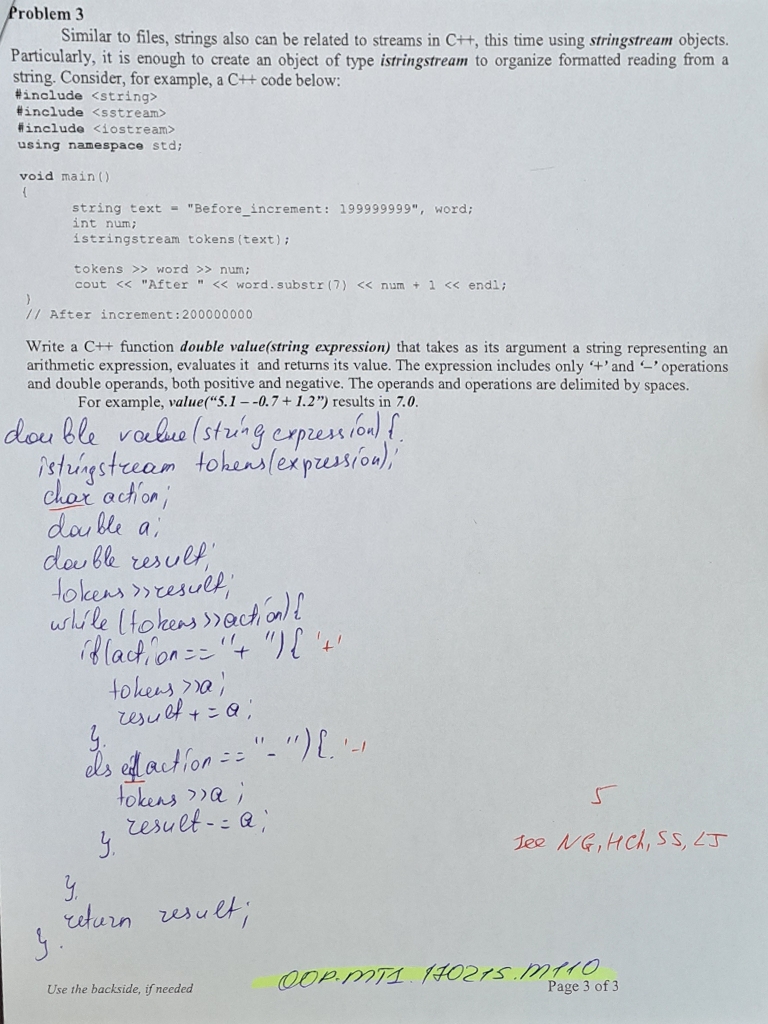 Problem 3
Similar to files, strings also can be related to streams in C++, this time using stringstream objects.
Particularly, it is enough to create an object of type istringstream to organize formatted reading from a
string. Consider, for example, a C++ code below:
#include <string>
#include <sstream>
#include <iostream>
using namespace std;
void main()
{
string text = "Before_increment: 199999999", word;
int num;
istringstream tokens(text);
tokens >> word >> num;
cout << "After " << word.substr(7) << num + 1 << endl;
}
// After increment:200000000
Write a C++ function double value(string expression) that takes as its argument a string representing an
arithmetic expression, evaluates it and returns its value. The expression includes only ‘+’ and ‘–’ operations
and double operands, both positive and negative. The operands and operations are delimited by spaces.
For example, value(“5.1 – -0.7 + 1.2”) results in 7.0.
double value(string expression){
istringstream tokens(expression);
char action;
double a;
double result;
tokens>>result;
while(tokens>>action){
if(action=="+"){ '+'
tokens>>a;
result+=a;
}
els if(action=="-"){ '-'
tokens>>a;
result-=a;
}
5
See NG, HCh, SS, LJ
}
return result;
}
OOP.MT1.170215.M110
Use the backside, if needed
Page 3 of 3